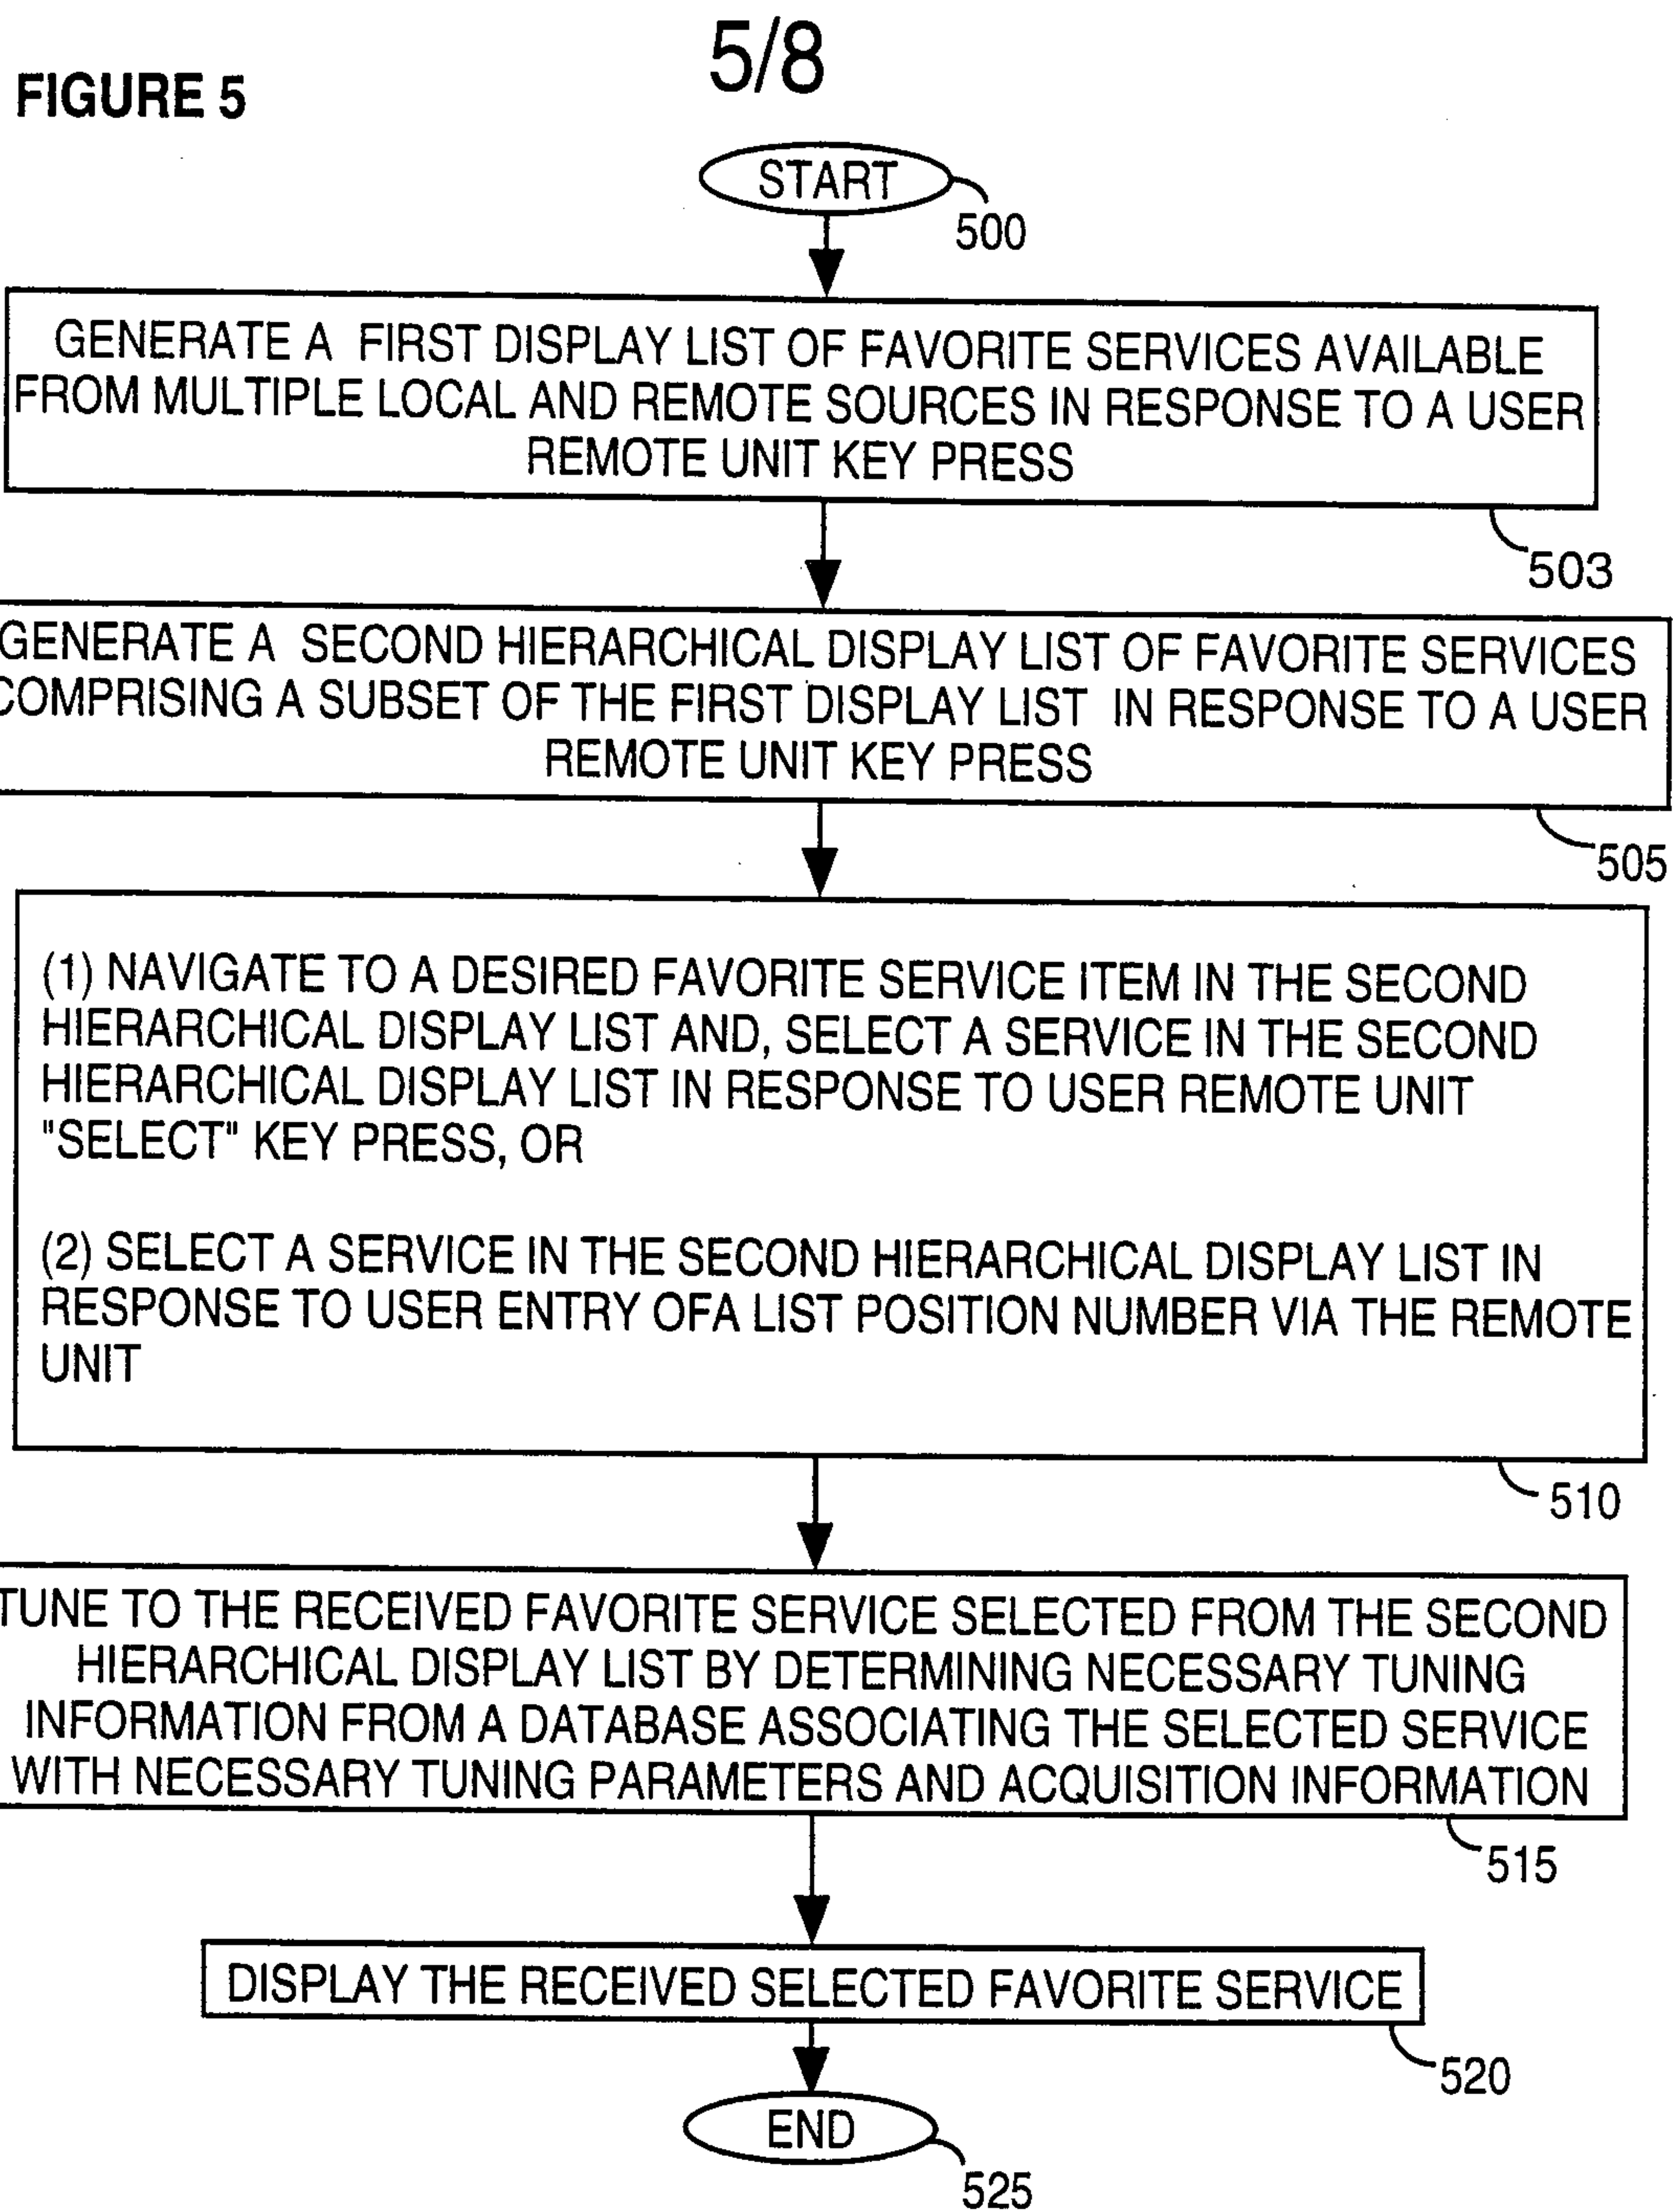 5/8
FIGURE 5
START
500
GENERATE A FIRST DISPLAY LIST OF FAVORITE SERVICES AVAILABLE
FROM MULTIPLE LOCAL AND REMOTE SOURCES IN RESPONSE TO A USER
REMOTE UNIT KEY PRESS
503
GENERATE A SECOND HIERARCHICAL DISPLAY LIST OF FAVORITE SERVICES
COMPRISING A SUBSET OF THE FIRST DISPLAY LIST IN RESPONSE TO A USER
REMOTE UNIT KEY PRESS
505
(1) NAVIGATE TO A DESIRED FAVORITE SERVICE ITEM IN THE SECOND
HIERARCHICAL DISPLAY LIST AND, SELECT A SERVICE IN THE SECOND
HIERARCHICAL DISPLAY LIST IN RESPONSE TO USER REMOTE UNIT
"SELECT" KEY PRESS, OR
(2) SELECT A SERVICE IN THE SECOND HIERARCHICAL DISPLAY LIST IN
RESPONSE TO USER ENTRY OFA LIST POSITION NUMBER VIA THE REMOTE
UNIT
510
TUNE TO THE RECEIVED FAVORITE SERVICE SELECTED FROM THE SECOND
HIERARCHICAL DISPLAY LIST BY DETERMINING NECESSARY TUNING
INFORMATION FROM A DATABASE ASSOCIATING THE SELECTED SERVICE
WITH NECESSARY TUNING PARAMETERS AND ACQUISITION INFORMATION
515
DISPLAY THE RECEIVED SELECTED FAVORITE SERVICE
520
END
525